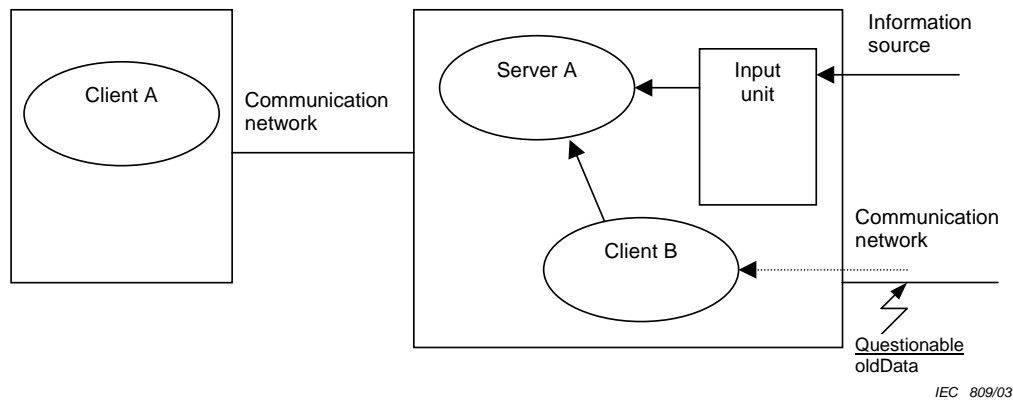 Client A
Communication
network
Server A
Input
unit
Information
source
Client B
Communication
network
Questionable
oldData
IEC 809/03